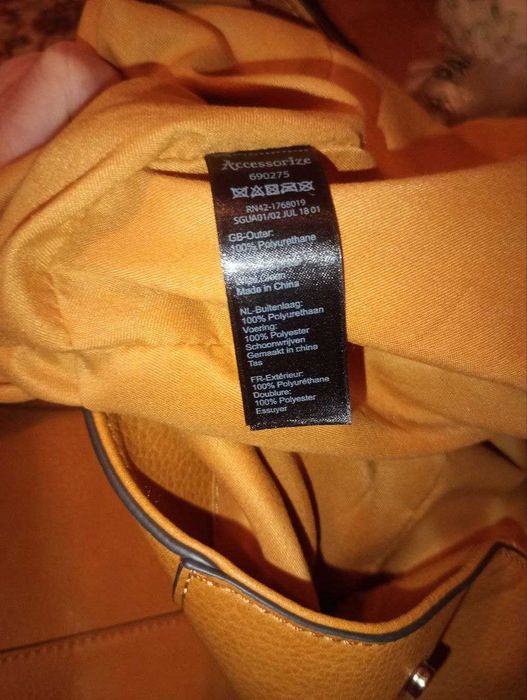 Accessorize
690275
RN42-1768019
SGUA01/02 JUL 18 01
GB-Outer:
100% Polyurethane
Made in China
NL-Buitenlaag:
100% Polyurethaan
Voering:
100% Polyester
Schoonwrijven
Gemaakt in china
Tas
FR-Extérieur:
100% Polyuréthane
Doublure:
100% Polyester
Essuyer